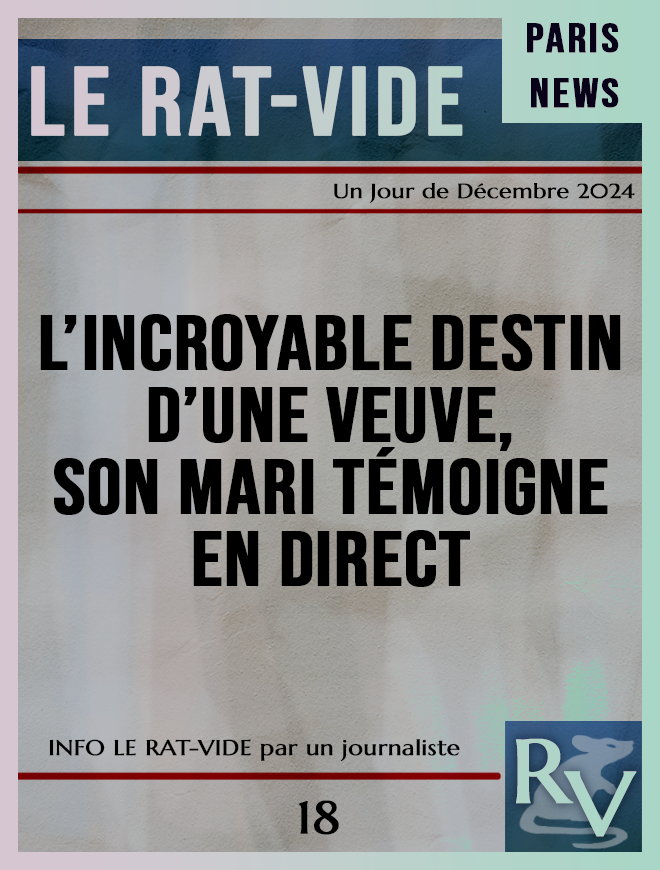 PARIS
NEWS
LE RAT-VIDE
Un Jour de Décembre 2024
L'INCROYABLE DESTIN
D'UNE VEUVE,
SON MARI TÉMOIGNE
EN DIRECT
INFO LE RAT-VIDE par un journaliste
18
RV